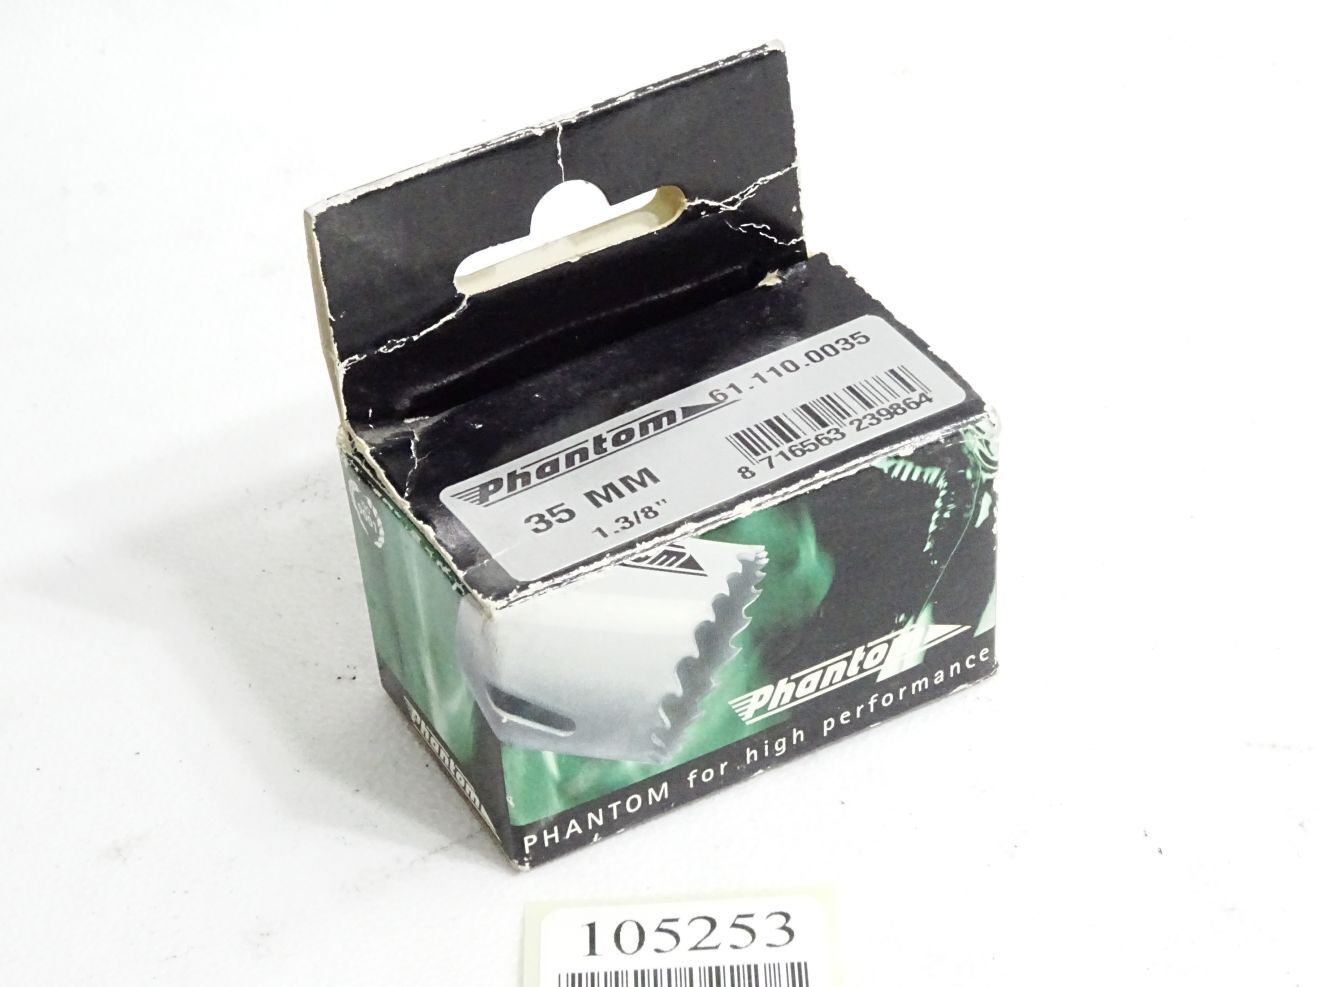 Phantom 61.110.0035
35 MM
1.3/8"
8 716563 239864
Phantom
PHANTOM for high performance
Phantom
105253